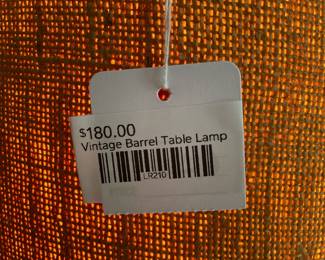 $180.00
Vintage Barrel Table Lamp
LR210